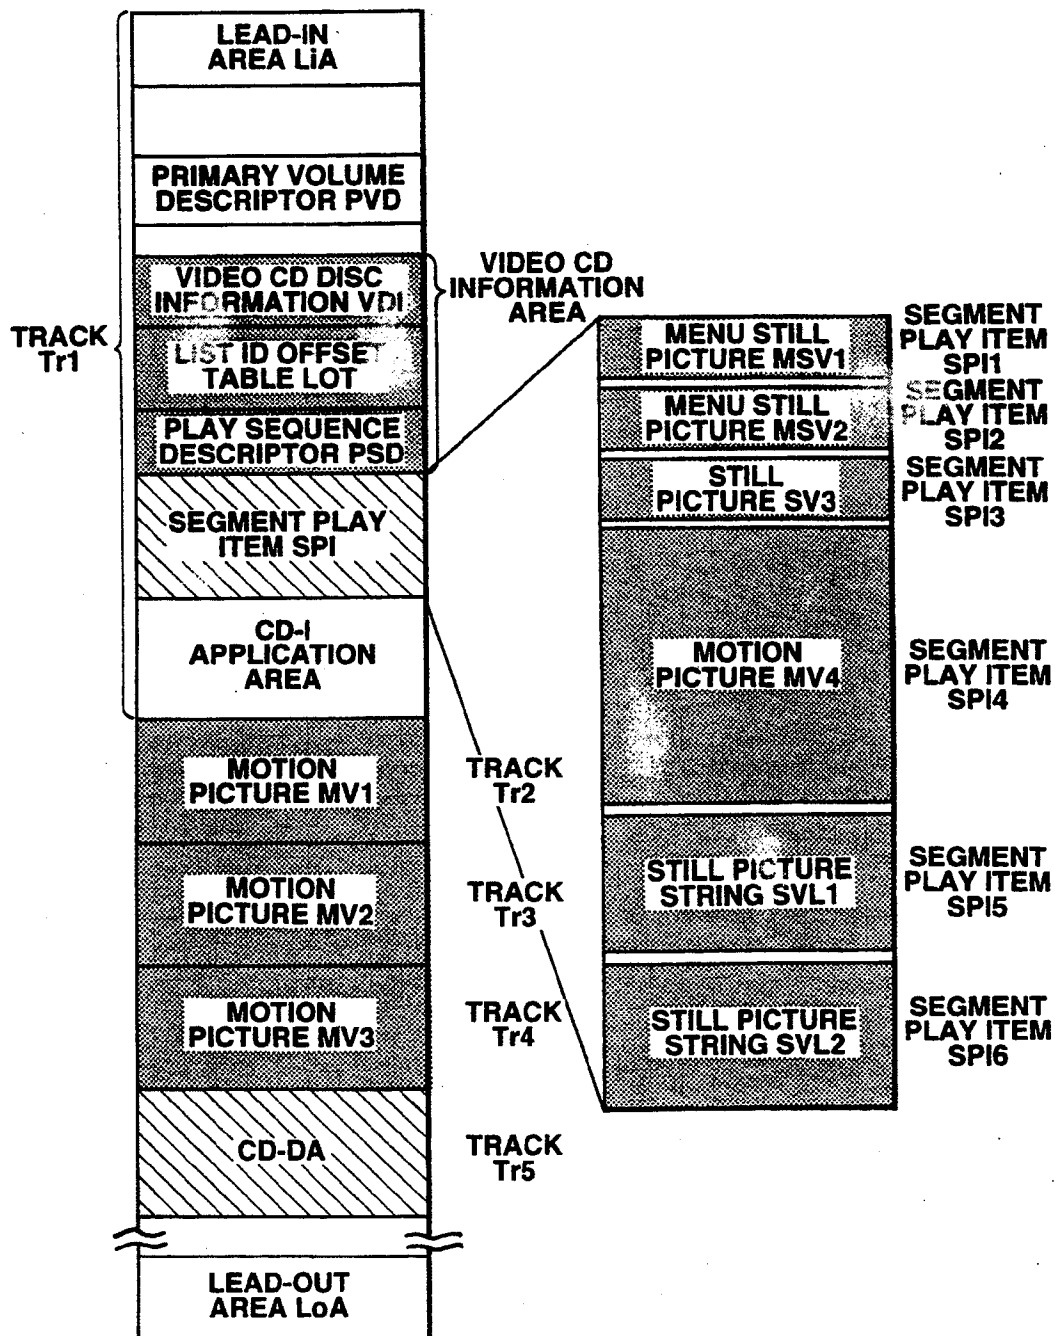 LEAD-IN
AREA LiA
PRIMARY VOLUME
DESCRIPTOR PVD
VIDEO CD DISC
INFORMATION VDI
LIST ID OFFSET
TABLE LOT
PLAY SEQUENCE
DESCRIPTOR PSD
SEGMENT PLAY
ITEM SPI
CD-I
APPLICATION
AREA
MOTION
PICTURE MV1
MOTION
PICTURE MV2
MOTION
PICTURE MV3
CD-DA
LEAD-OUT
AREA LoA
TRACK
Tr1
VIDEO CD
INFORMATION
AREA
TRACK
Tr2
TRACK
Tr3
TRACK
Tr4
TRACK
Tr5
MENU STILL
PICTURE MSV1
MENU STILL
PICTURE MSV2
STILL
PICTURE SV3
MOTION
PICTURE MV4
STILL PICTURE
STRING SVL1
STILL PICTURE
STRING SVL2
SEGMENT
PLAY ITEM
SPI1
SEGMENT
PLAY ITEM
SPI2
SEGMENT
PLAY ITEM
SPI3
SEGMENT
PLAY ITEM
SPI4
SEGMENT
PLAY ITEM
SPI5
SEGMENT
PLAY ITEM
SPI6